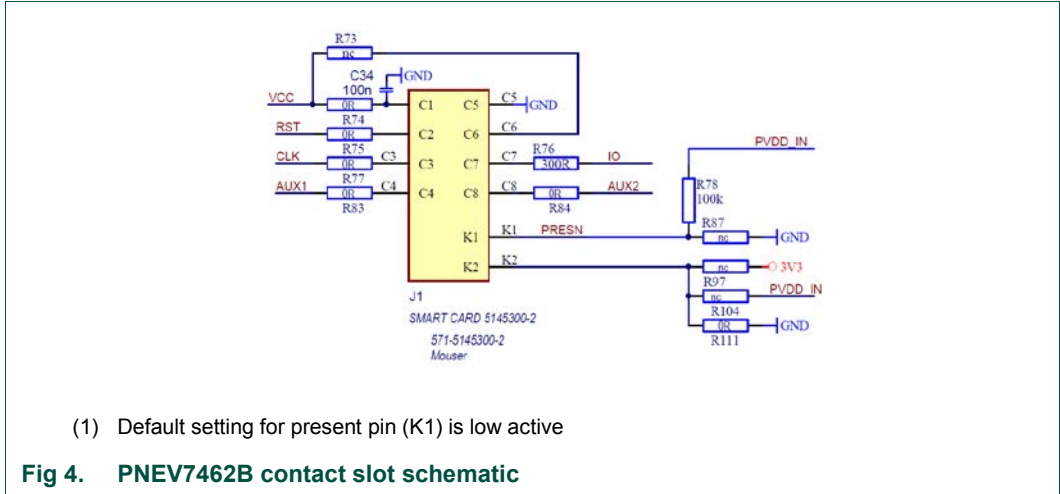 R73
nc
C34
GND
100n
VCC
0R
C1
C5
C5
GND
R74
RST
0R
C2
C6
C6
R75
CLK
0R
C3
C3
C7
C7
R76
300R
IO
R77
AUX1
0R
C4
C4
C8
C8
0R
AUX2
R83
R84
PVDD_IN
R78
100k
K1
K1
PRESN
R87
nc
GND
K2
K2
nc
3V3
R97
nc
PVDD_IN
R104
0R
GND
R111
J1
SMART CARD 5145300-2
571-5145300-2
Mouser
(1) Default setting for present pin (K1) is low active
Fig 4. PNEV7462B contact slot schematic